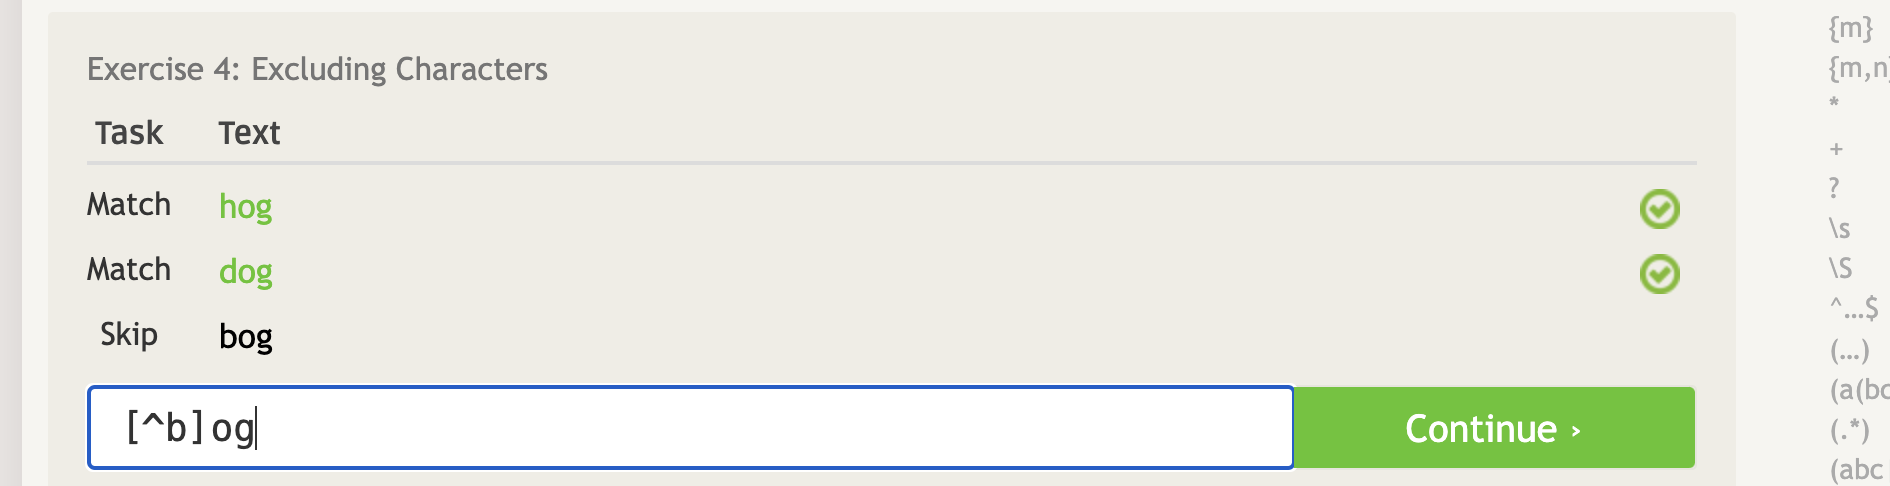 Exercise 4: Excluding Characters
Task Text
Match hog
Match dog
Skip bog
[^b]og
Continue ›
{m}
{m,n}
*
+
?
\s
\S
^…$
(…)
(a(bc
(.*)
(abc